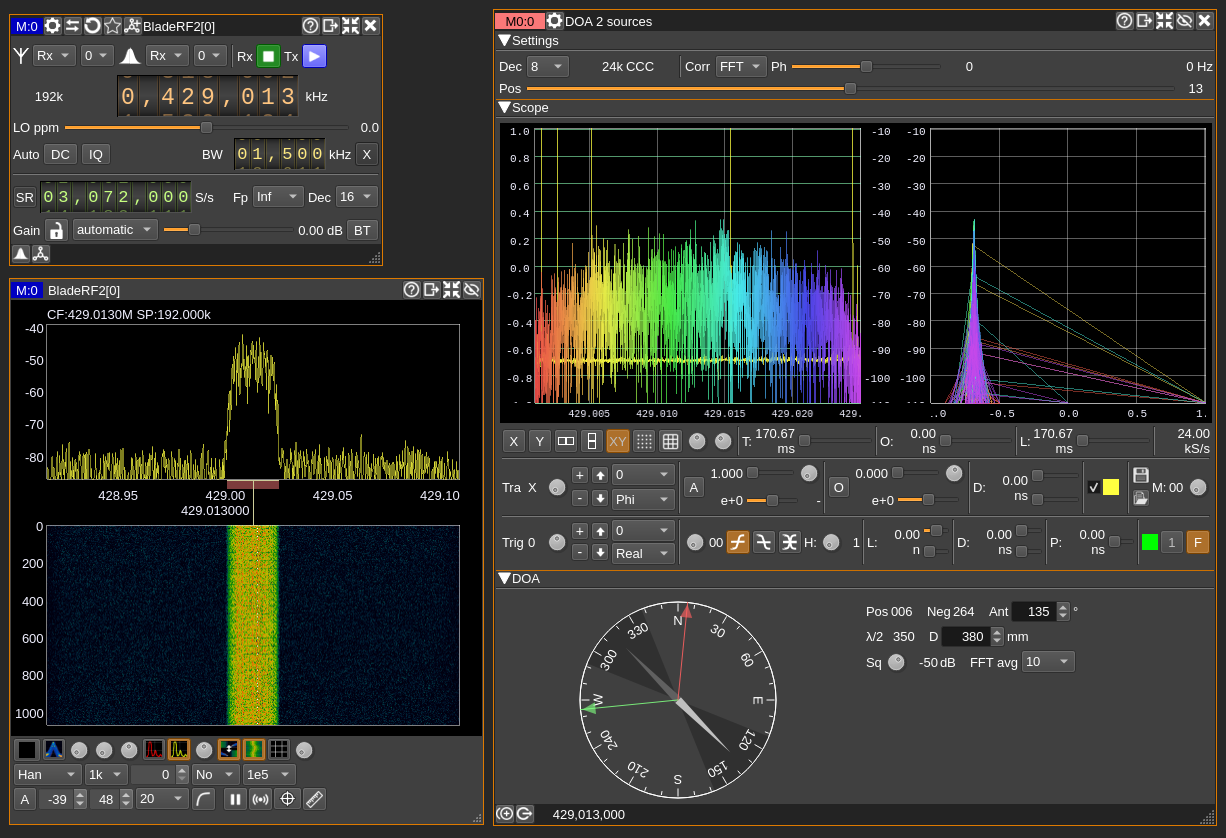 M:0 BladeRF2[0]
Rx 0 Rx 0 Rx Tx
192k 0,429,013 kHz
LO ppm 0.0
Auto DC IQ BW 01,500 kHz X
SR 03,072,000 S/s Fp Inf Dec 16
Gain automatic 0.00 dB BT
M:0 BladeRF2[0]
CF:429.0130M SP:192.000k
-40
-50
-60
-70
-80
428.95 429.00 429.05 429.10
429.013000
0
200
400
600
800
1000
Han 1k 0 No 1e5
A -39 48 20
M0:0 DOA 2 sources
Settings
Dec 8 24k CCC Corr FFT Ph 0 0 Hz
Pos 13
Scope
1.0 -10 -10
0.8 -20 -20
0.6 -30 -30
0.4 -40 -40
0.2 -50 -50
0.0 -60 -60
-0.2 -70 -70
-0.4 -80 -80
-0.6 -90 -90
-0.8 -100 -100
429.005 429.010 429.015 429.020 429. .0 -0.5 0.0 0.5 1.
X Y XY T: 170.67 ms O: 0.00 ns L: 170.67 ms 24.00 kS/s
Tra X + - 0 Phi A 1.000 e+0 - O 0.000 e+0 D: 0.00 ns M: 00
Trig 0 + - 0 Real 00 H: 1 L: 0.00 n D: 0.00 ns P: 0.00 ns 1 F
DOA
N 30 60 E 120 150 S 210 240 W 300 330
Pos 006 Neg 264 Ant 135 °
λ/2 350 D 380 mm
Sq -50 dB FFT avg 10
429,013,000